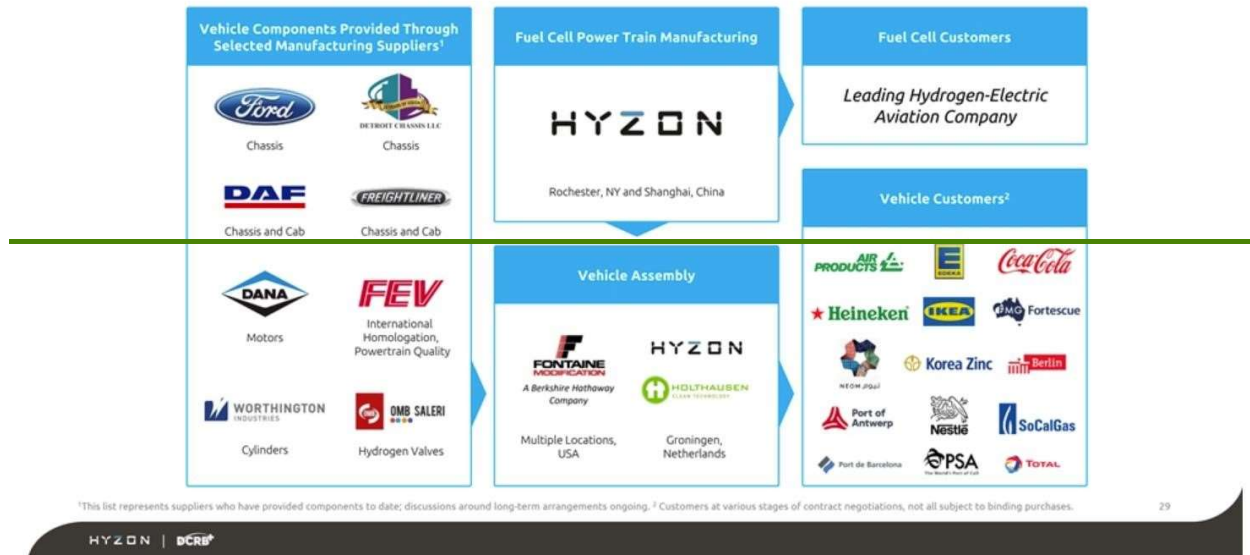 Vehicle Components Provided Through
Selected Manufacturing Suppliers¹
Ford
Chassis
DETROIT CHASSIS LLC
Chassis
DAF
Chassis and Cab
FREIGHTLINER
Chassis and Cab
DANA
Motors
FEV
International
Homologation,
Powertrain Quality
WORTHINGTON
INDUSTRIES
Cylinders
OMB SALERI
Hydrogen Valves
Fuel Cell Power Train Manufacturing
HYZON
Rochester, NY and Shanghai, China
Vehicle Assembly
FONTAINE
MODIFICATION
A Berkshire Hathaway
Company
Multiple Locations,
USA
HYZON
HOLTHAUSEN
CLEAN TECHNOLOGY
Groningen,
Netherlands
Fuel Cell Customers
Leading Hydrogen-Electric
Aviation Company
Vehicle Customers²
AIR
PRODUCTS
E
EDEKA
Coca-Cola
Heineken
IKEA
FMG Fortescue
NEOM نيوم
Korea Zinc
Berlin
Port of
Antwerp
Nestlé
SoCalGas
Port de Barcelona
PSA
The World's Port of Call
TOTAL
¹This list represents suppliers who have provided components to date; discussions around long-term arrangements ongoing. ² Customers at various stages of contract negotiations, not all subject to binding purchases.
29
HYZON | DCRB+